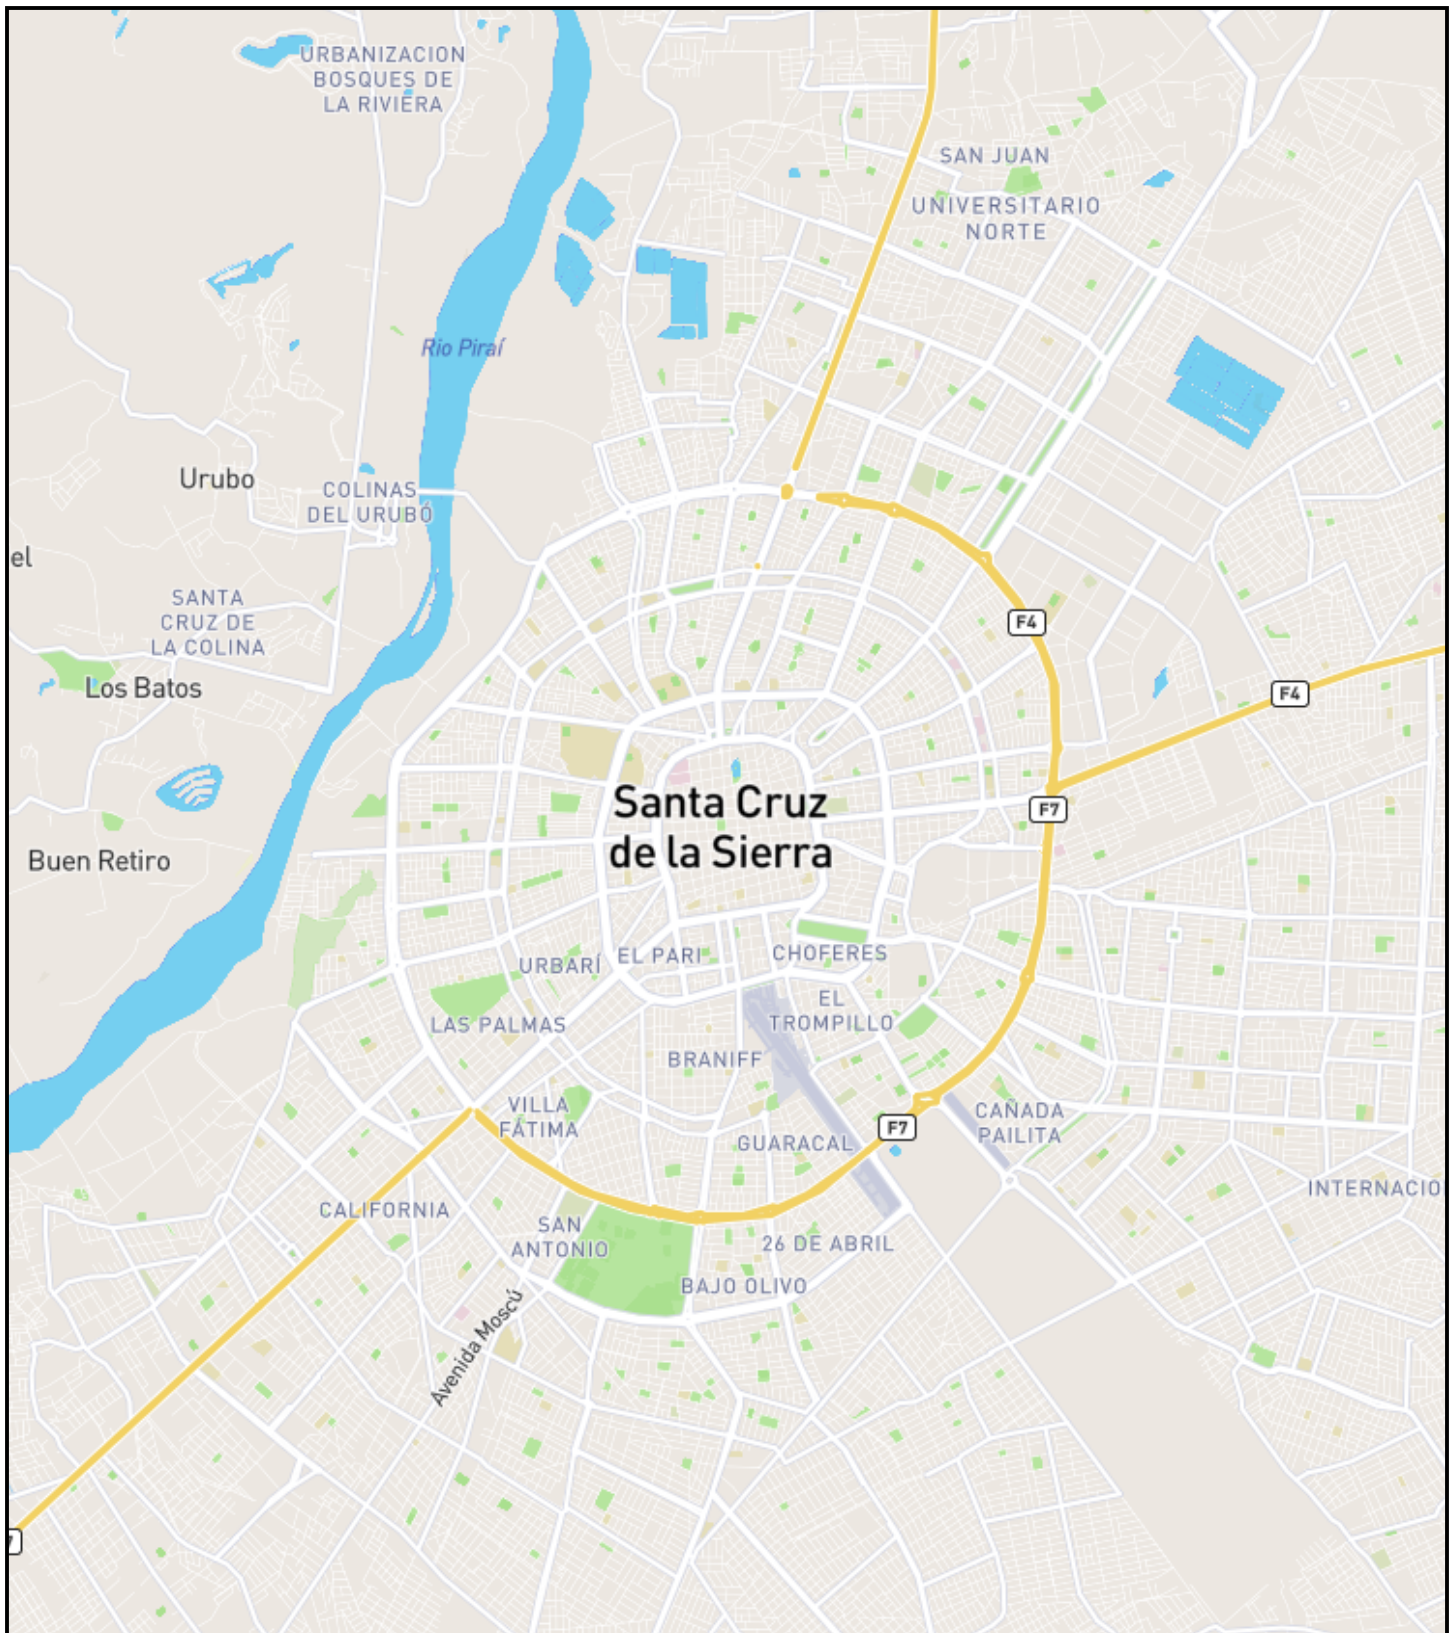 URBANIZACION
BOSQUES DE
LA RIVIERA
SAN JUAN
UNIVERSITARIO
NORTE
Rio Piraí
Urubo
COLINAS
DEL URUBÓ
el
SANTA
CRUZ DE
LA COLINA
F4
Los Batos
F4
Santa Cruz
de la Sierra
F7
Buen Retiro
URBARÍ
EL PARI
CHOFERES
EL
TROMPILLO
LAS PALMAS
BRANIFF
VILLA
FÁTIMA
CAÑADA
PAILITA
F7
GUARACAL
INTERNACIO
CALIFORNIA
SAN
ANTONIO
26 DE ABRIL
BAJO OLIVO
Avenida Moscú
7